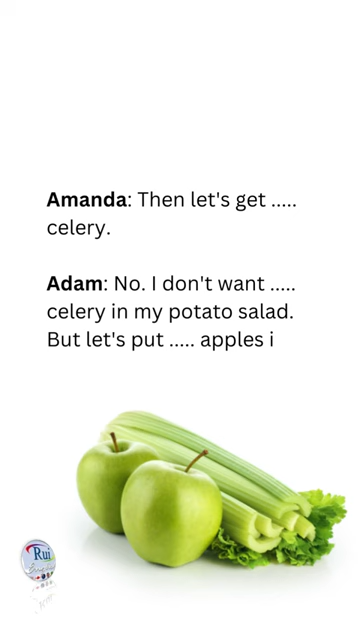 Amanda: Then let's get .....
celery.
Adam: No. I don't want .....
celery in my potato salad.
But let's put ..... apples i
Rui